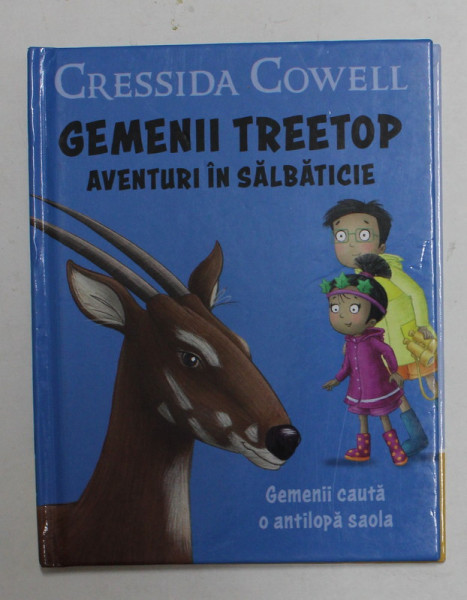 CRESSIDA COWELL
GEMENII TREETOP
AVENTURI ÎN SĂLBĂTICIE
Gemenii caută
o antilopă saola